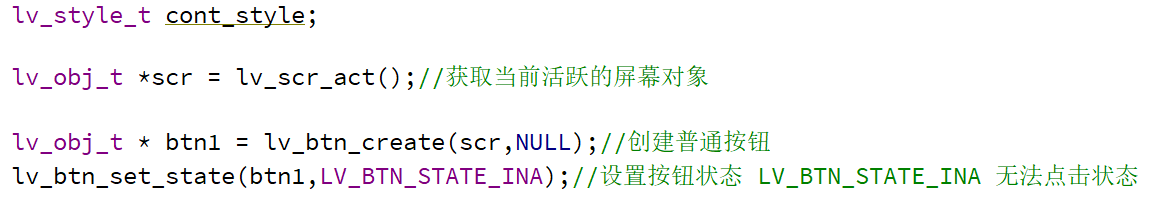 lv_style_t cont_style;
lv_obj_t *scr = lv_scr_act();//获取当前活跃的屏幕对象
lv_obj_t * btn1 = lv_btn_create(scr,NULL);//创建普通按钮
lv_btn_set_state(btn1,LV_BTN_STATE_INA);//设置按钮状态 LV_BTN_STATE_INA 无法点击状态